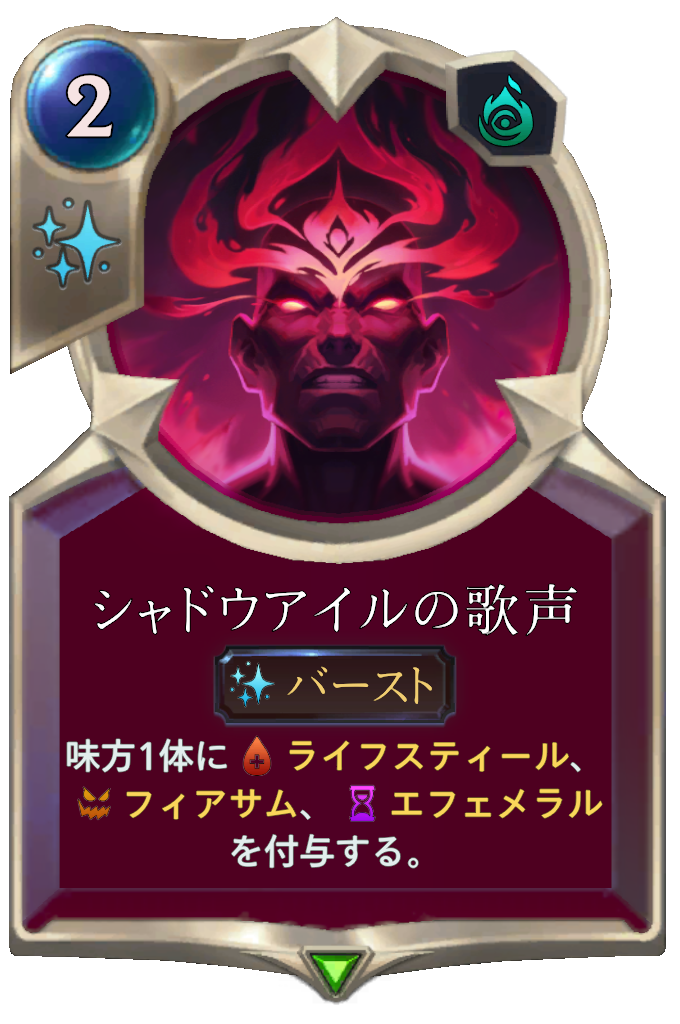 2
シャドウアイルの歌声
バースト
味方1体に ライフスティール、
フィアサム、 エフェメラル
を付与する。